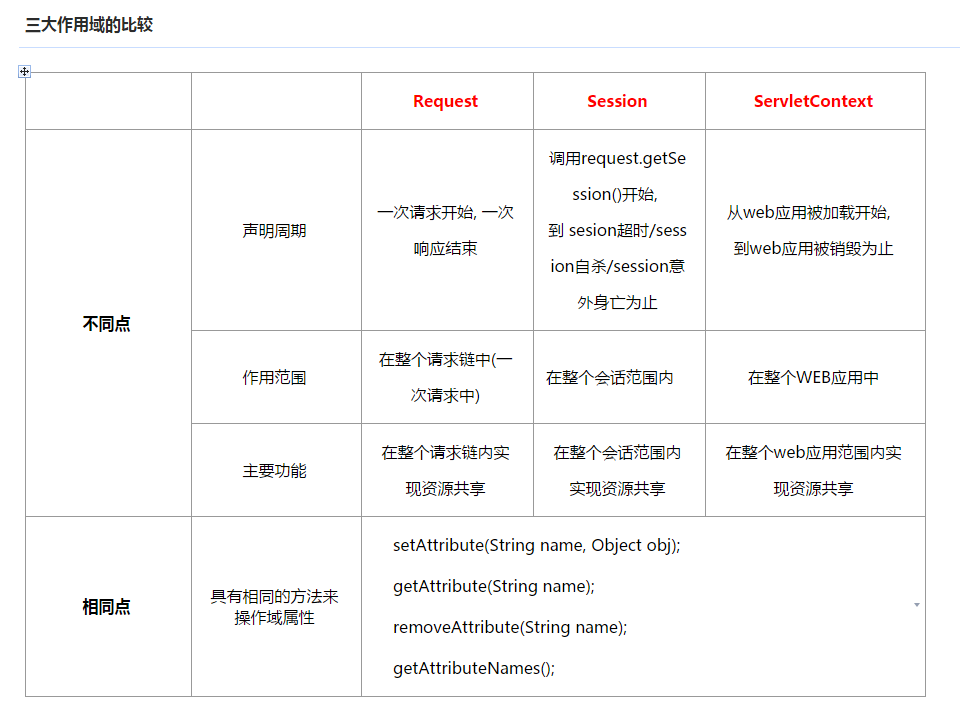 三大作用域的比较
Request
Session
ServletContext
不同点
声明周期
一次请求开始, 一次
响应结束
调用request.getSe
ssion()开始,
到 sesion超时/sess
ion自杀/session意
外身亡为止
从web应用被加载开始,
到web应用被销毁为止
作用范围
在整个请求链中(一
次请求中)
在整个会话范围内
在整个WEB应用中
主要功能
在整个请求链内实
现资源共享
在整个会话范围内
实现资源共享
在整个web应用范围内实
现资源共享
相同点
具有相同的方法来
操作域属性
setAttribute(String name, Object obj);
getAttribute(String name);
removeAttribute(String name);
getAttributeNames();